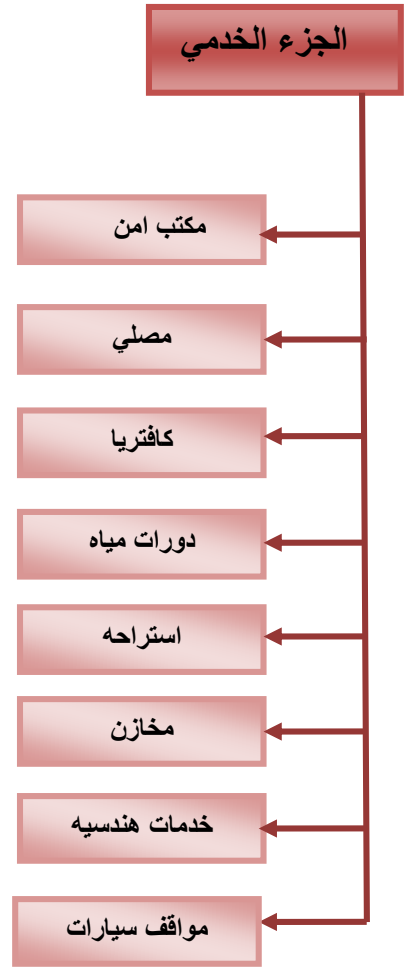 الجزء الخدمي
مكتب امن
مصلي
كافتريا
دورات مياه
استراحه
مخازن
خدمات هندسيه
مواقف سيارات